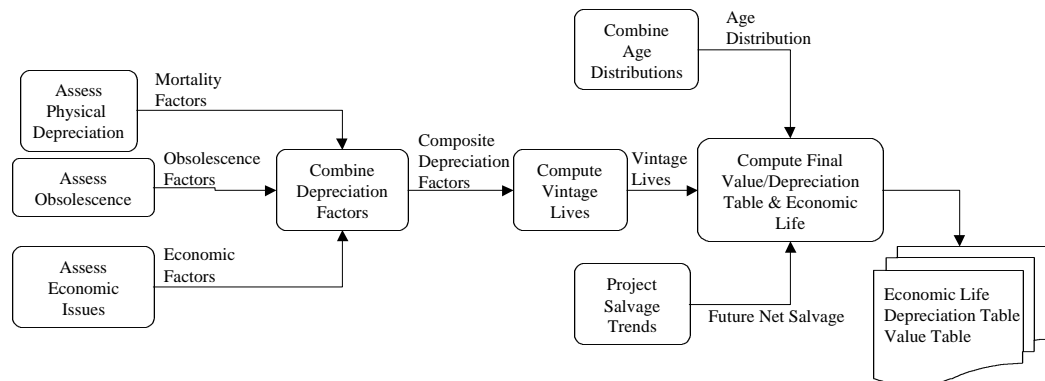 Assess
Physical
Depreciation
Mortality
Factors
Assess
Obsolescence
Obsolescence
Factors
Assess
Economic
Issues
Economic
Factors
Combine
Depreciation
Factors
Composite
Depreciation
Factors
Compute
Vintage
Lives
Vintage
Lives
Combine
Age
Distributions
Age
Distribution
Compute Final
Value/Depreciation
Table & Economic
Life
Project
Salvage
Trends
Future Net Salvage
Economic Life
Depreciation Table
Value Table